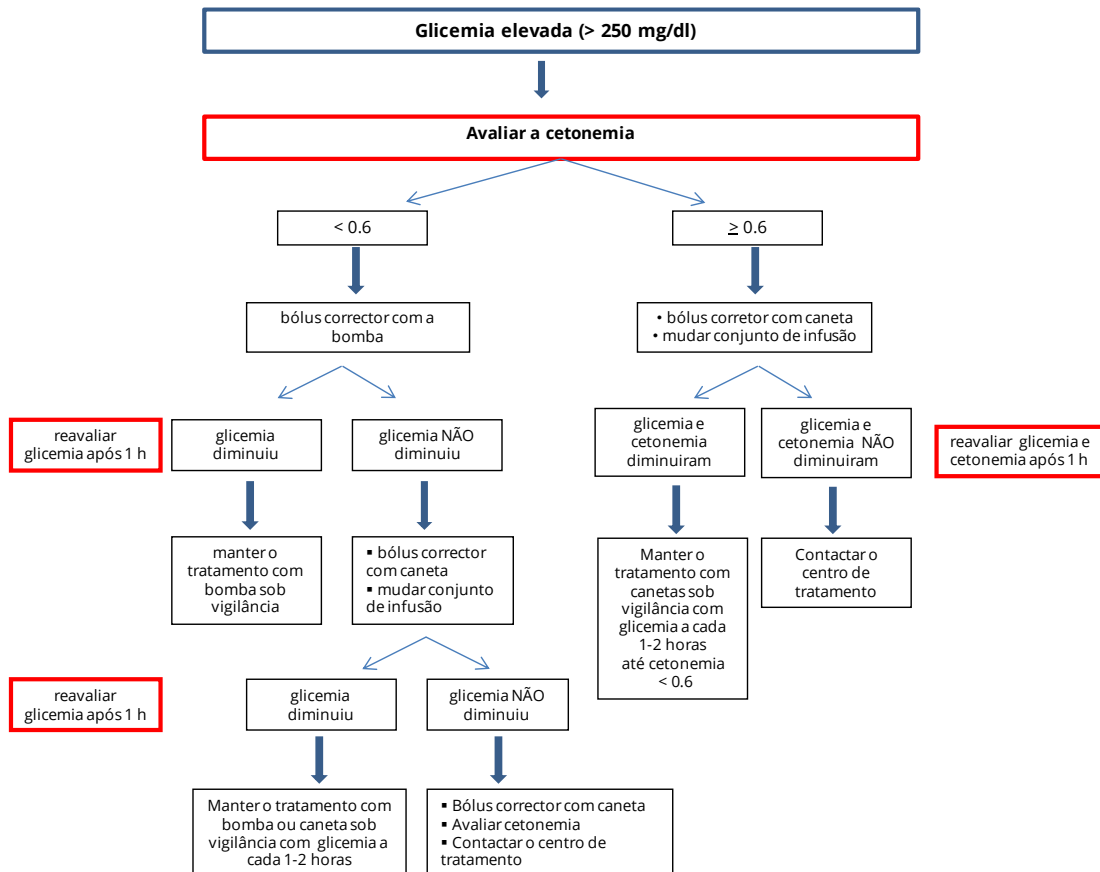 Glicemia elevada (> 250 mg/dl)
Avaliar a cetonemia
< 0.6
≥ 0.6
bólus corrector com a
bomba
• bólus corretor com caneta
• mudar conjunto de infusão
reavaliar
glicemia após 1 h
glicemia
diminuiu
glicemia NÃO
diminuiu
glicemia e
cetonemia
diminuiram
glicemia e
cetonemia NÃO
diminuiram
reavaliar glicemia e
cetonemia após 1 h
manter o
tratamento com
bomba sob
vigilância
▪ bólus corrector
com caneta
▪ mudar conjunto
de infusão
Manter o
tratamento com
canetas sob
vigilância com
glicemia a cada
1-2 horas
até cetonemia
< 0.6
Contactar o
centro de
tratamento
reavaliar
glicemia após 1 h
glicemia
diminuiu
glicemia NÃO
diminuiu
Manter o tratamento com
bomba ou caneta sob
vigilância com glicemia a
cada 1-2 horas
▪ Bólus corrector com caneta
▪ Avaliar cetonemia
▪ Contactar o centro de
tratamento